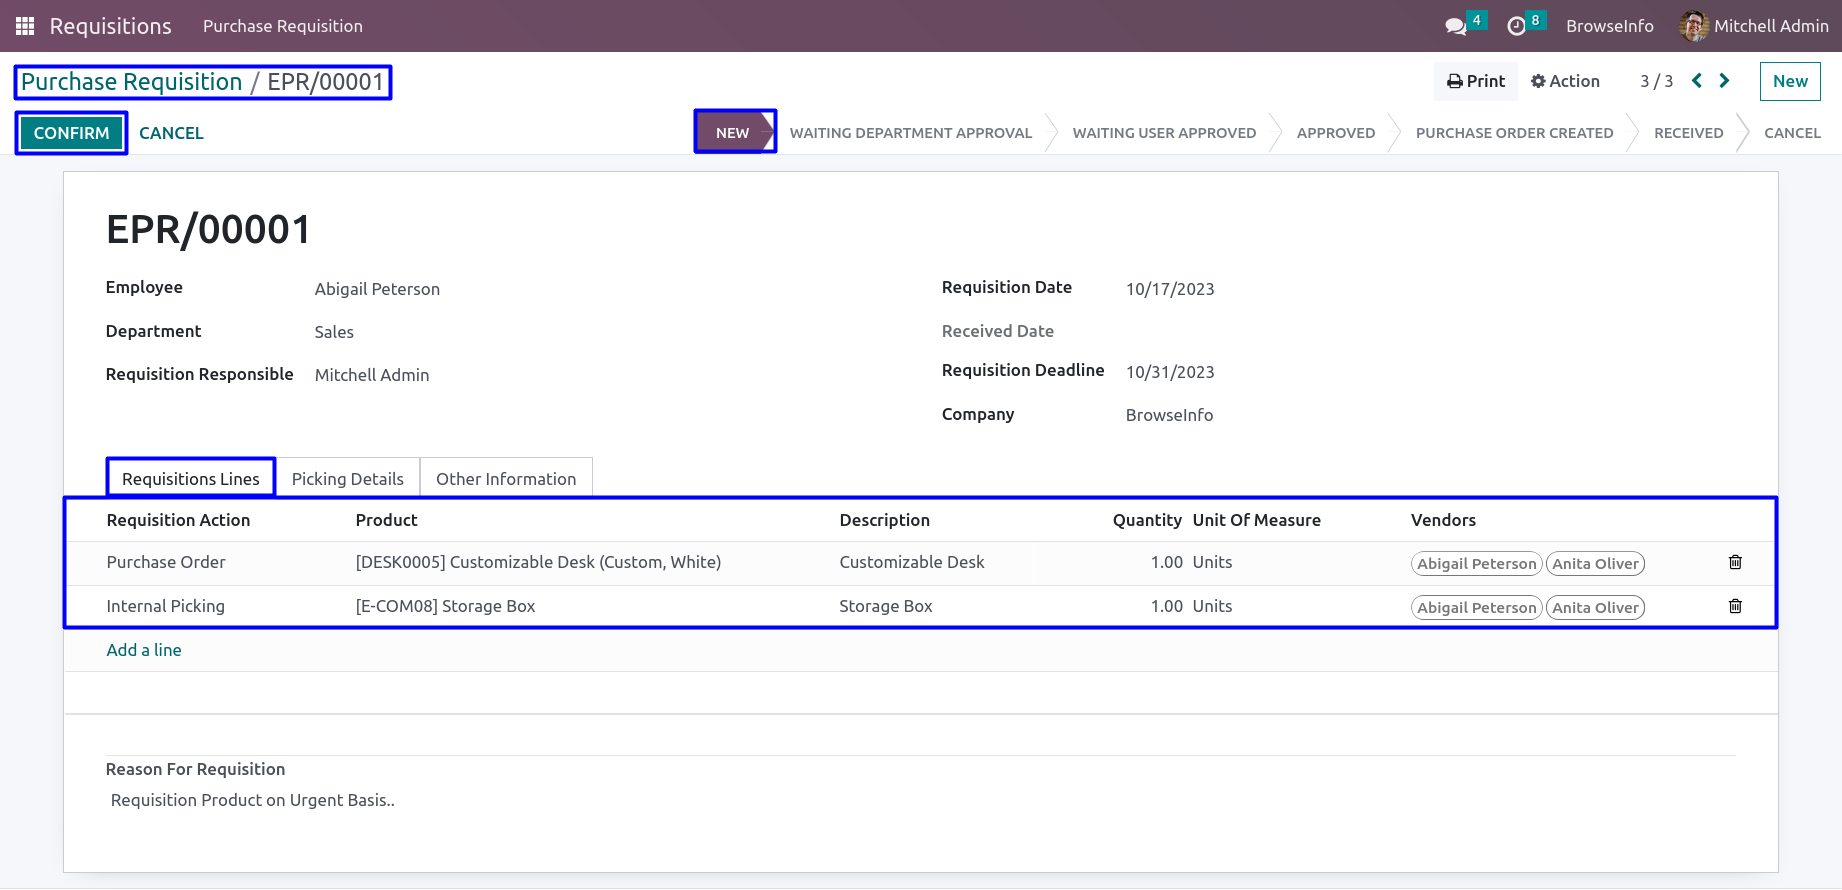 Requisitions Purchase Requisition 4 8 BrowseInfo Mitchell Admin
Purchase Requisition / EPR/00001 Print Action 3 / 3 New
CONFIRM CANCEL NEW WAITING DEPARTMENT APPROVAL WAITING USER APPROVED APPROVED PURCHASE ORDER CREATED RECEIVED CANCEL
EPR/00001
Employee Abigail Peterson Requisition Date 10/17/2023
Department Sales Received Date
Requisition Responsible Mitchell Admin Requisition Deadline 10/31/2023
Company BrowseInfo
Requisitions Lines Picking Details Other Information
Requisition Action Product Description Quantity Unit Of Measure Vendors
Purchase Order [DESK0005] Customizable Desk (Custom, White) Customizable Desk 1.00 Units Abigail Peterson Anita Oliver
Internal Picking [E-COM08] Storage Box Storage Box 1.00 Units Abigail Peterson Anita Oliver
Add a line
Reason For Requisition
Requisition Product on Urgent Basis..